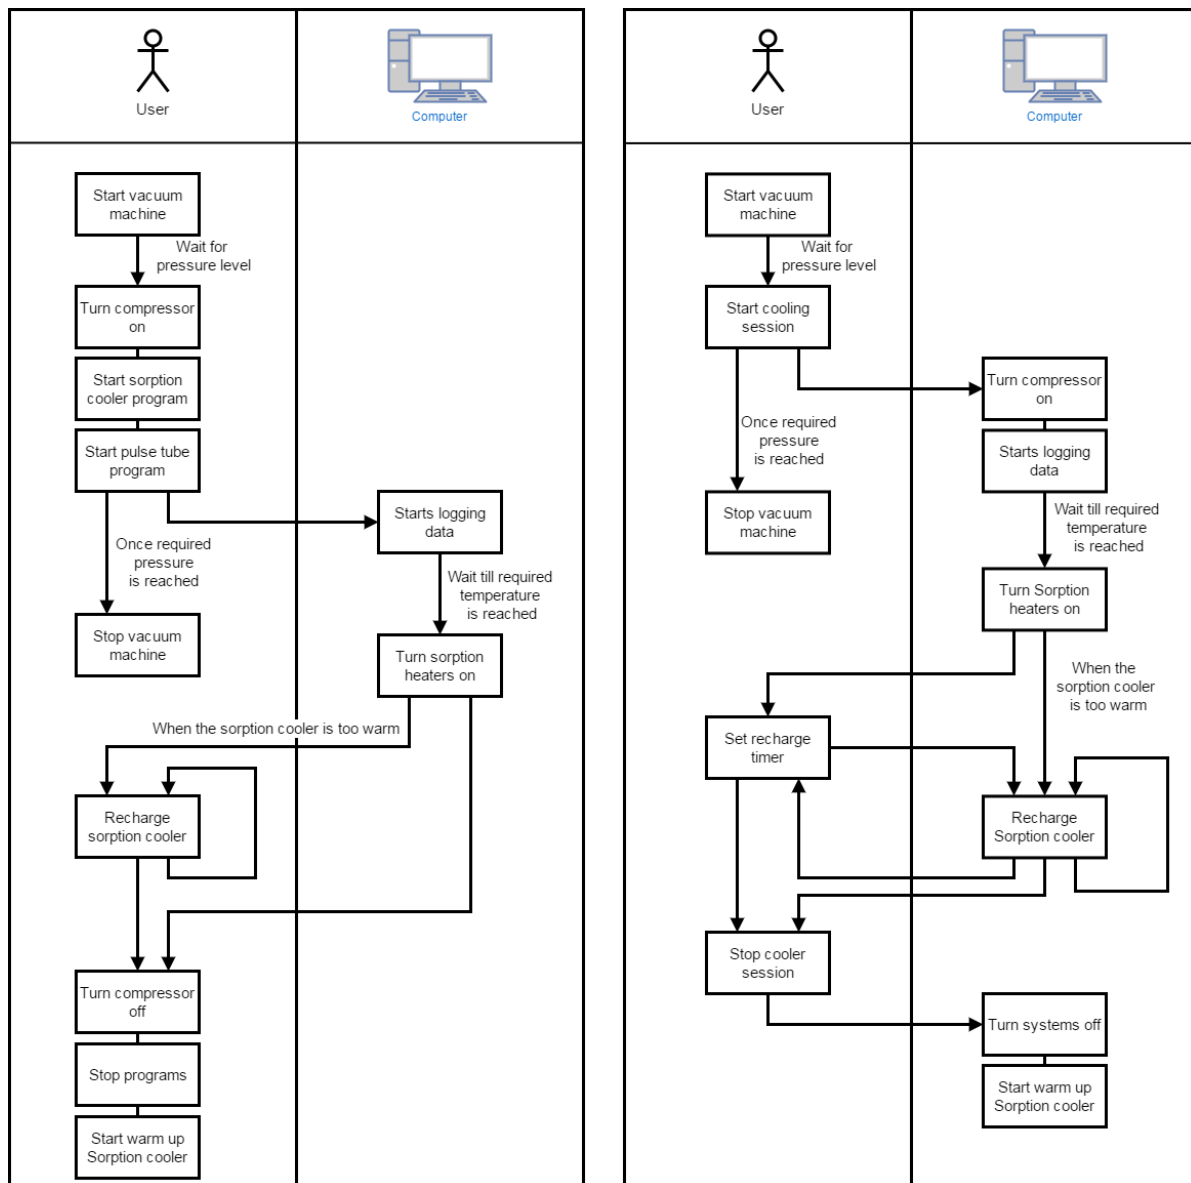 User
Computer
Start vacuum
machine
Wait for
pressure level
Turn compressor
on
Start sorption
cooler program
Start pulse tube
program
Starts logging
data
Once required
pressure
is reached
Wait till required
temperature
is reached
Stop vacuum
machine
Turn sorption
heaters on
When the sorption cooler is too warm
Recharge
sorption cooler
Turn compressor
off
Stop programs
Start warm up
Sorption cooler
User
Computer
Start vacuum
machine
Wait for
pressure level
Start cooling
session
Turn compressor
on
Once required
pressure
is reached
Starts logging
data
Stop vacuum
machine
Wait till required
temperature
is reached
Turn Sorption
heaters on
When the
sorption cooler
is too warm
Set recharge
timer
Recharge
Sorption cooler
Stop cooler
session
Turn systems off
Start warm up
Sorption cooler